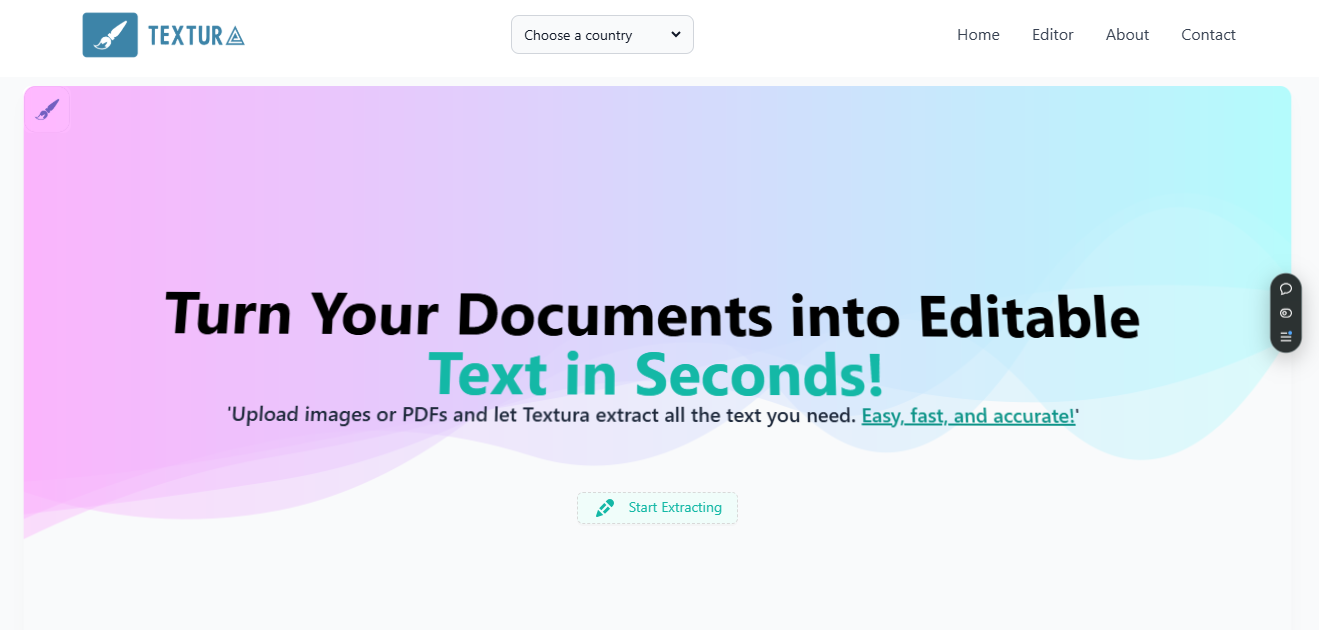 TEXTURA
Choose a country
Home Editor About Contact
Turn Your Documents into Editable
Text in Seconds!
'Upload images or PDFs and let Textura extract all the text you need. Easy, fast, and accurate!'
Start Extracting